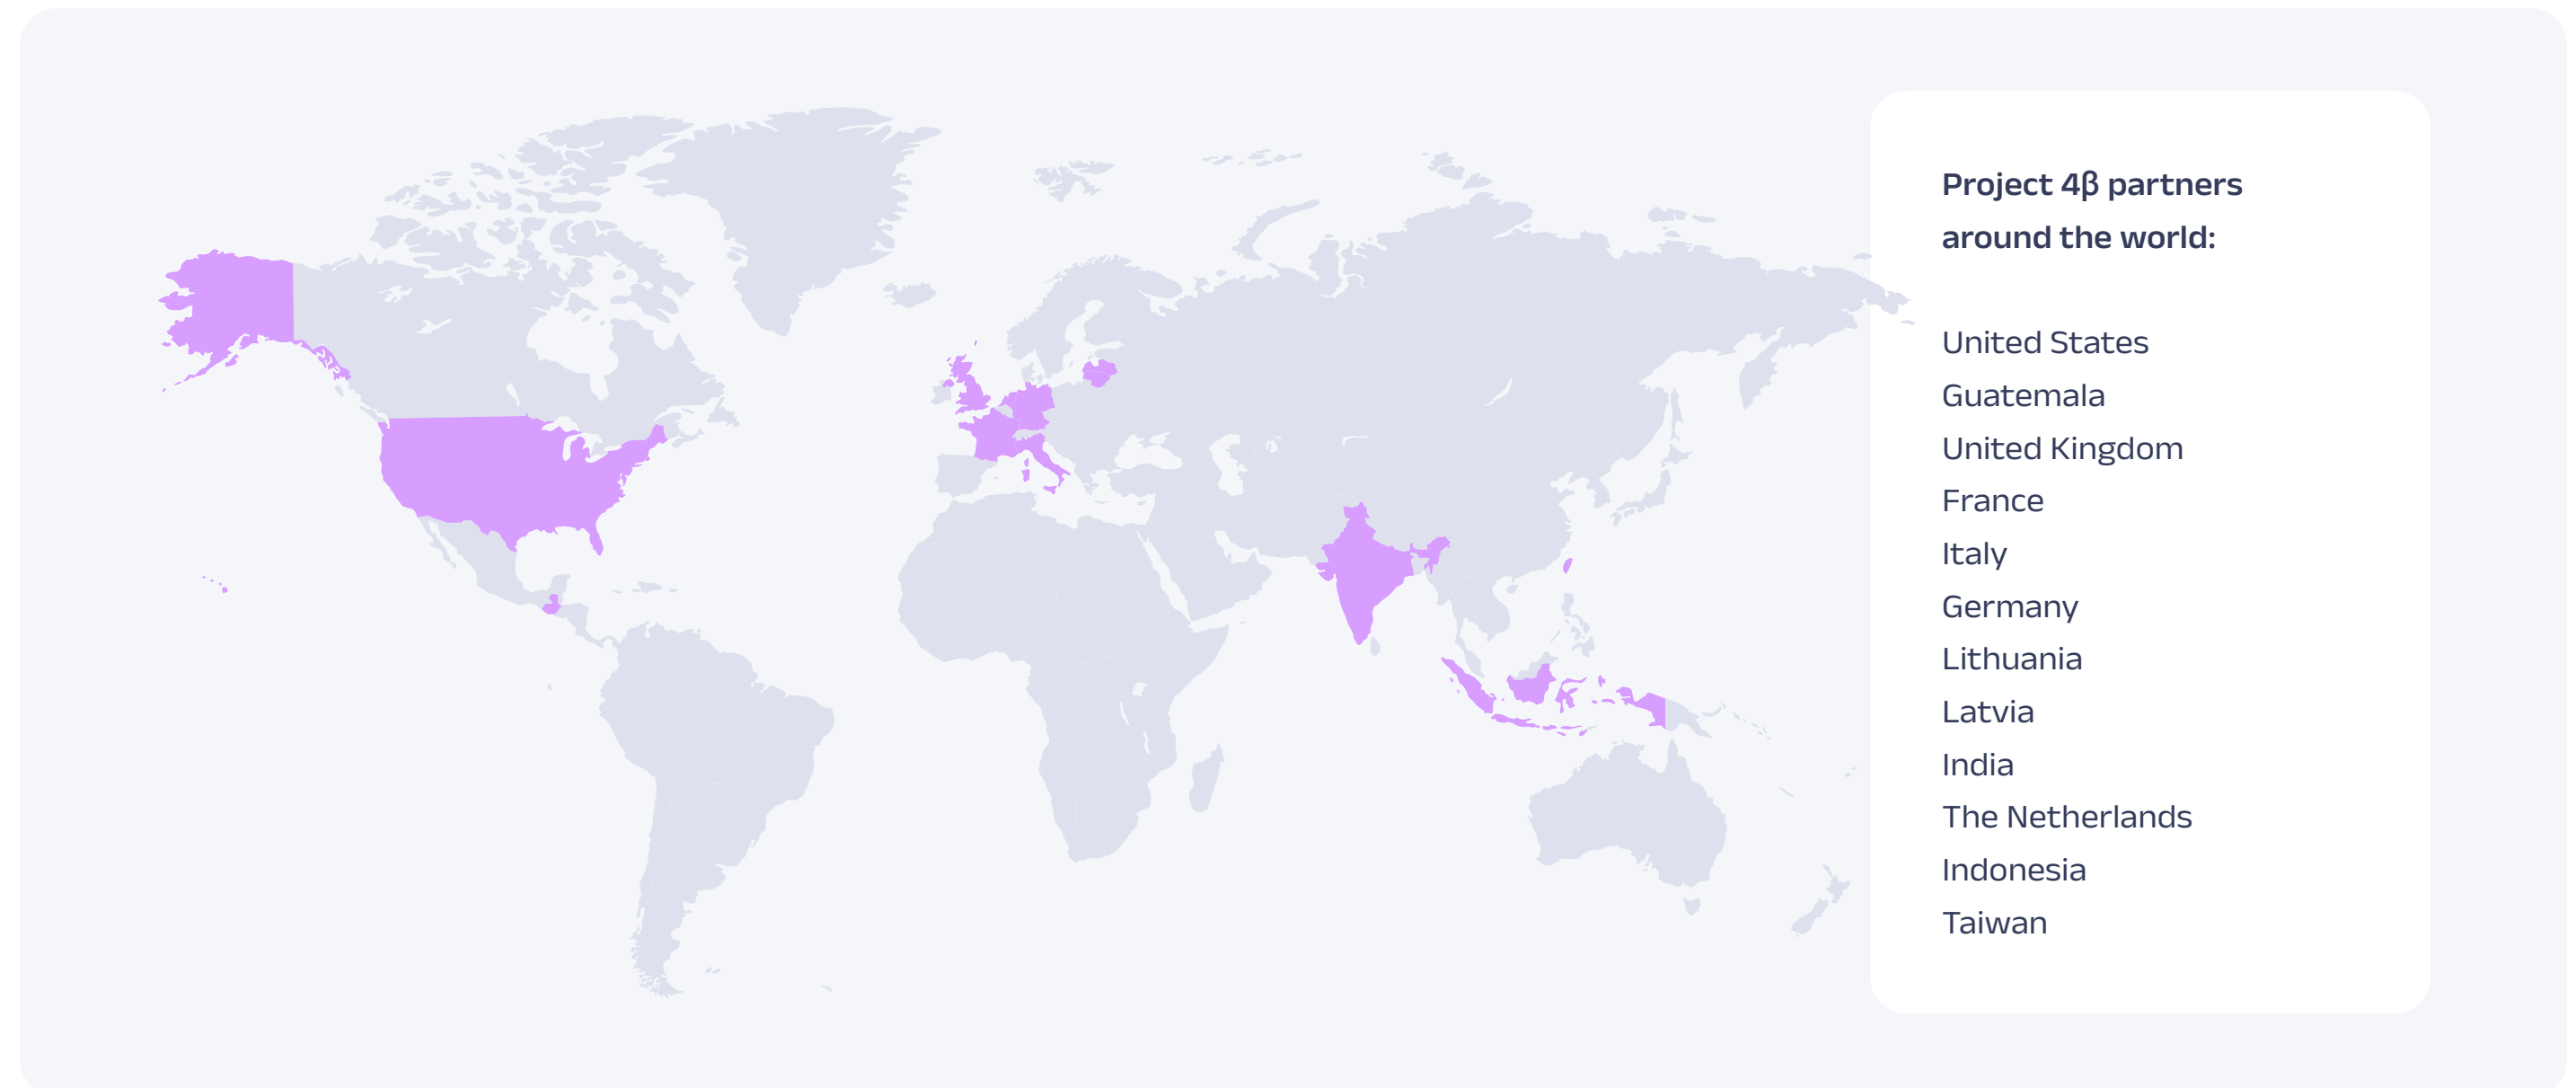 Project 4β partners
around the world:
United States
Guatemala
United Kingdom
France
Italy
Germany
Lithuania
Latvia
India
The Netherlands
Indonesia
Taiwan